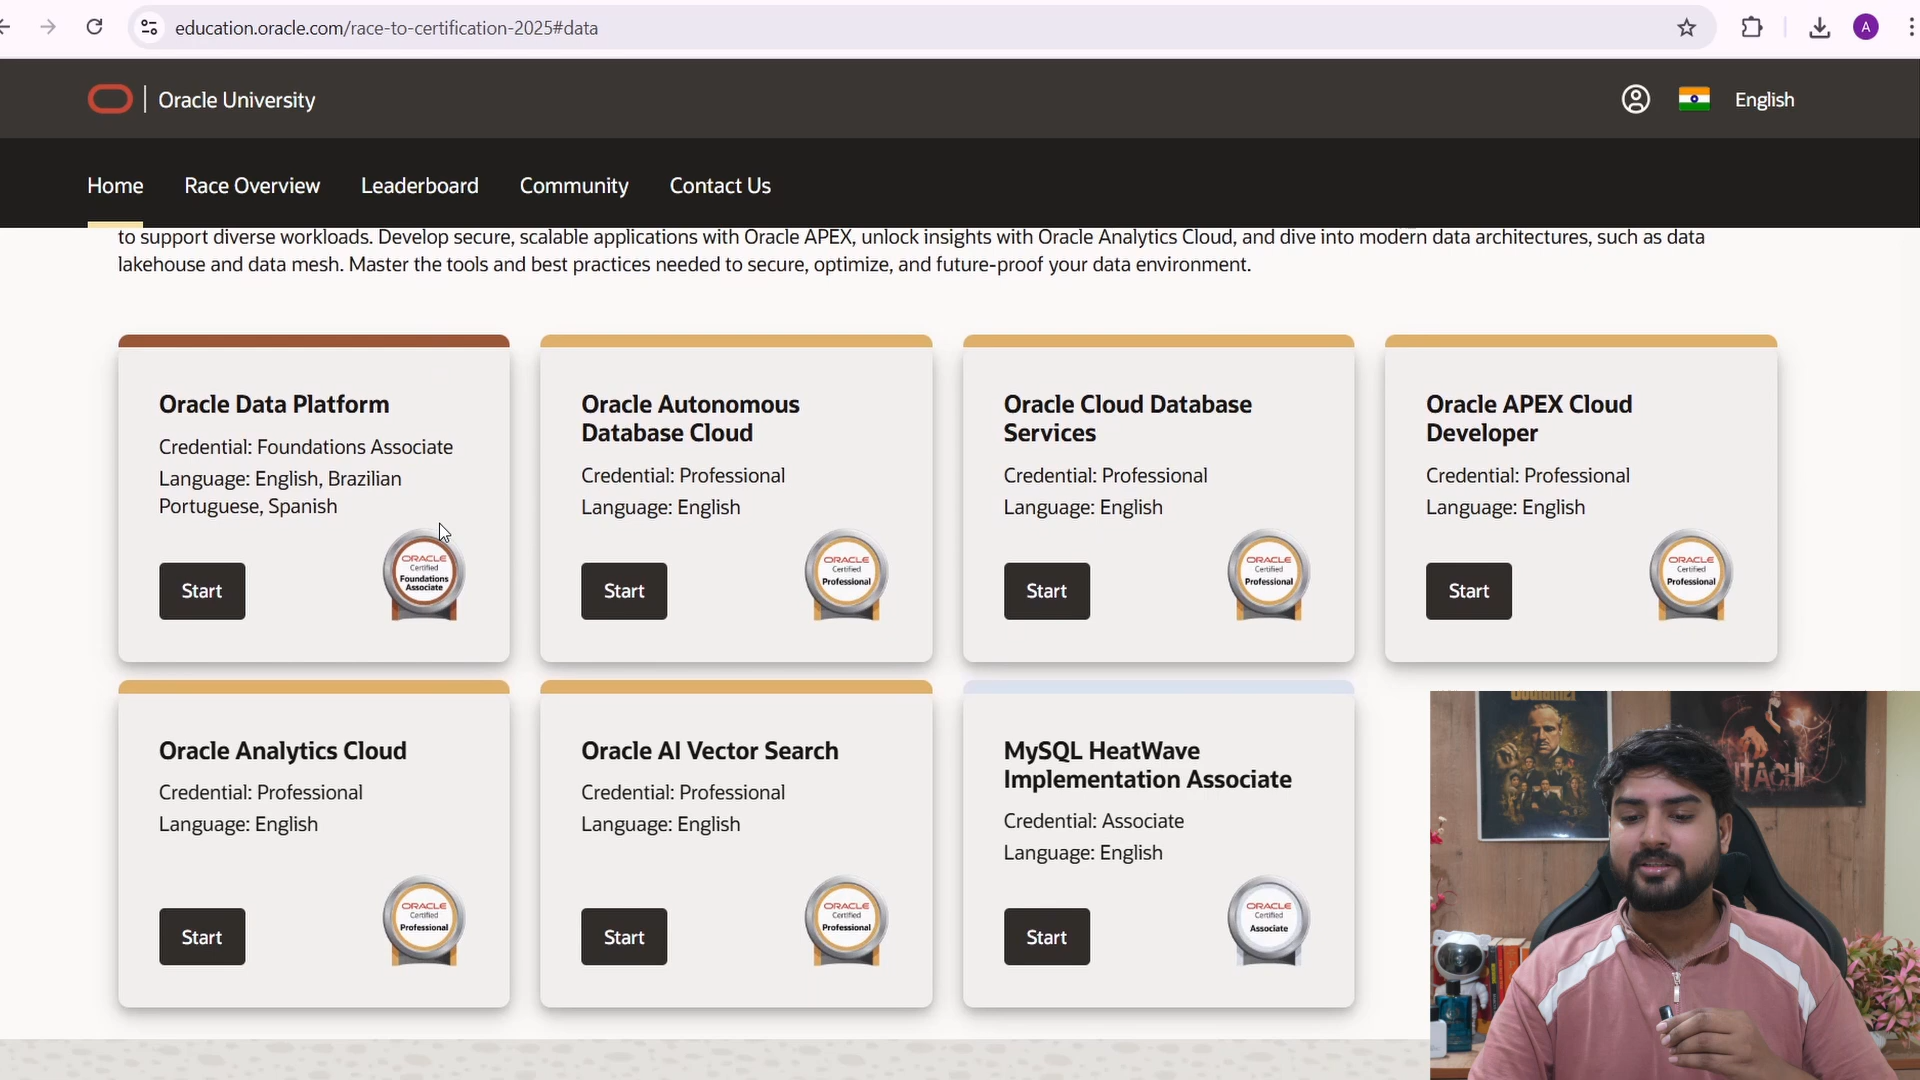 education.oracle.com/race-to-certification-2025#data
A
Oracle University
English
Home
Race Overview
Leaderboard
Community
Contact Us
to support diverse workloads. Develop secure, scalable applications with Oracle APEX, unlock insights with Oracle Analytics Cloud, and dive into modern data architectures, such as data
lakehouse and data mesh. Master the tools and best practices needed to secure, optimize, and future-proof your data environment.
Oracle Data Platform
Credential: Foundations Associate
Language: English, Brazilian
Portuguese, Spanish
Start
ORACLE
Certified
Foundations
Associate
Oracle Autonomous
Database Cloud
Credential: Professional
Language: English
Start
ORACLE
Certified
Professional
Oracle Cloud Database
Services
Credential: Professional
Language: English
Start
ORACLE
Certified
Professional
Oracle APEX Cloud
Developer
Credential: Professional
Language: English
Start
ORACLE
Certified
Professional
Oracle Analytics Cloud
Credential: Professional
Language: English
Start
ORACLE
Certified
Professional
Oracle AI Vector Search
Credential: Professional
Language: English
Start
ORACLE
Certified
Professional
MySQL HeatWave
Implementation Associate
Credential: Associate
Language: English
Start
ORACLE
Certified
Associate
ITACHI